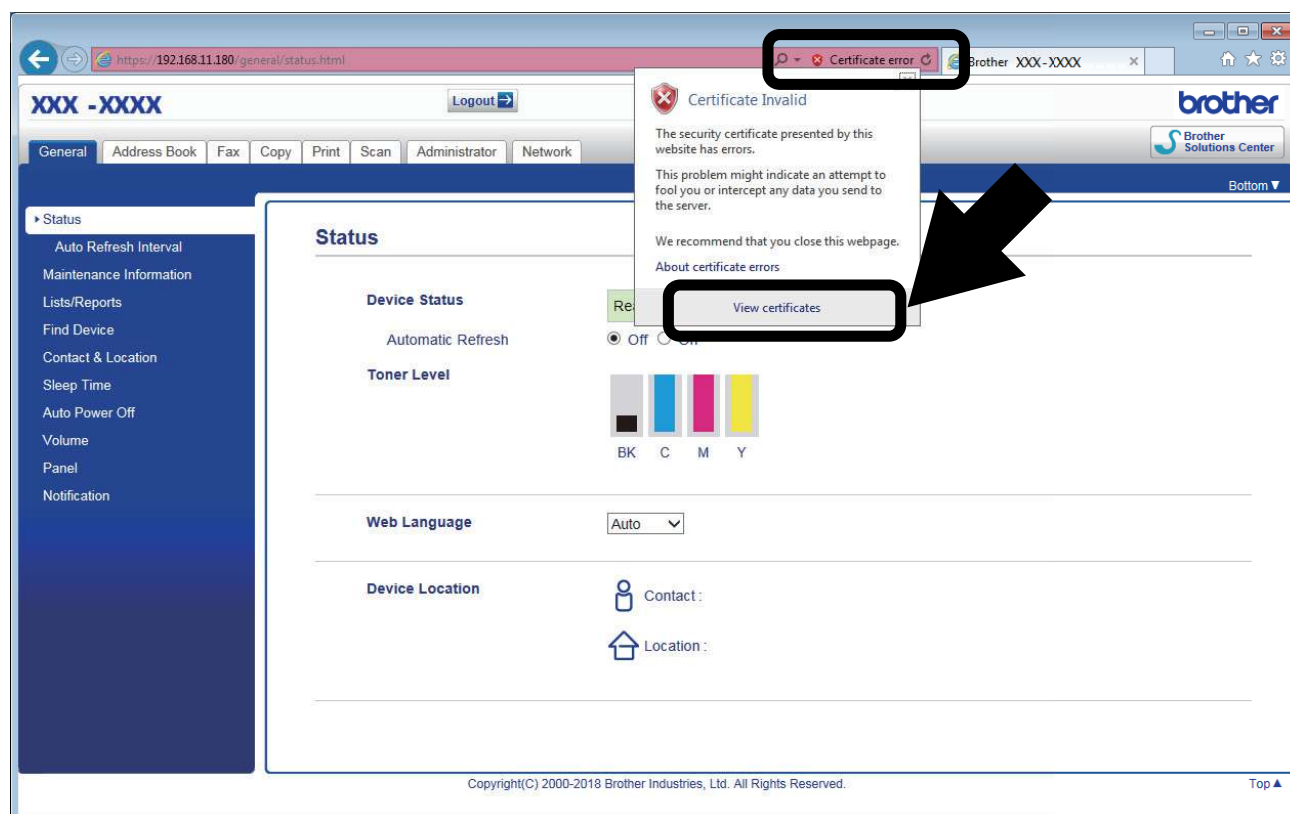 https://192.168.11.180/general/status.html
Certificate error
Brother XXX-XXXX
XXX -XXXX
Logout
brother
General
Address Book
Fax
Copy
Print
Scan
Administrator
Network
Brother
Solutions Center
Bottom▼
Certificate Invalid
The security certificate presented by this
website has errors.
This problem might indicate an attempt to
fool you or intercept any data you send to
the server.
We recommend that you close this webpage.
About certificate errors
View certificates
Status
Auto Refresh Interval
Maintenance Information
Lists/Reports
Find Device
Contact & Location
Sleep Time
Auto Power Off
Volume
Panel
Notification
Status
Device Status
Automatic Refresh
Off
Toner Level
BK C M Y
Web Language
Auto
Device Location
Contact :
Location :
Copyright(C) 2000-2018 Brother Industries, Ltd. All Rights Reserved.
Top▲